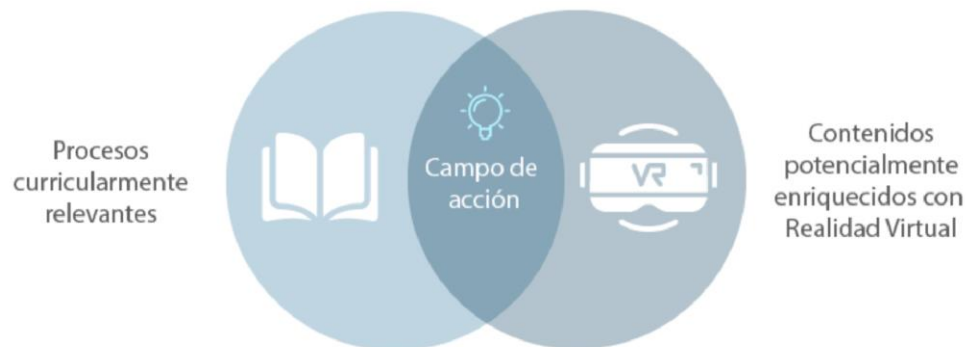 Procesos
curricularmente
relevantes
Campo de
acción
VR
Contenidos
potencialmente
enriquecidos con
Realidad Virtual